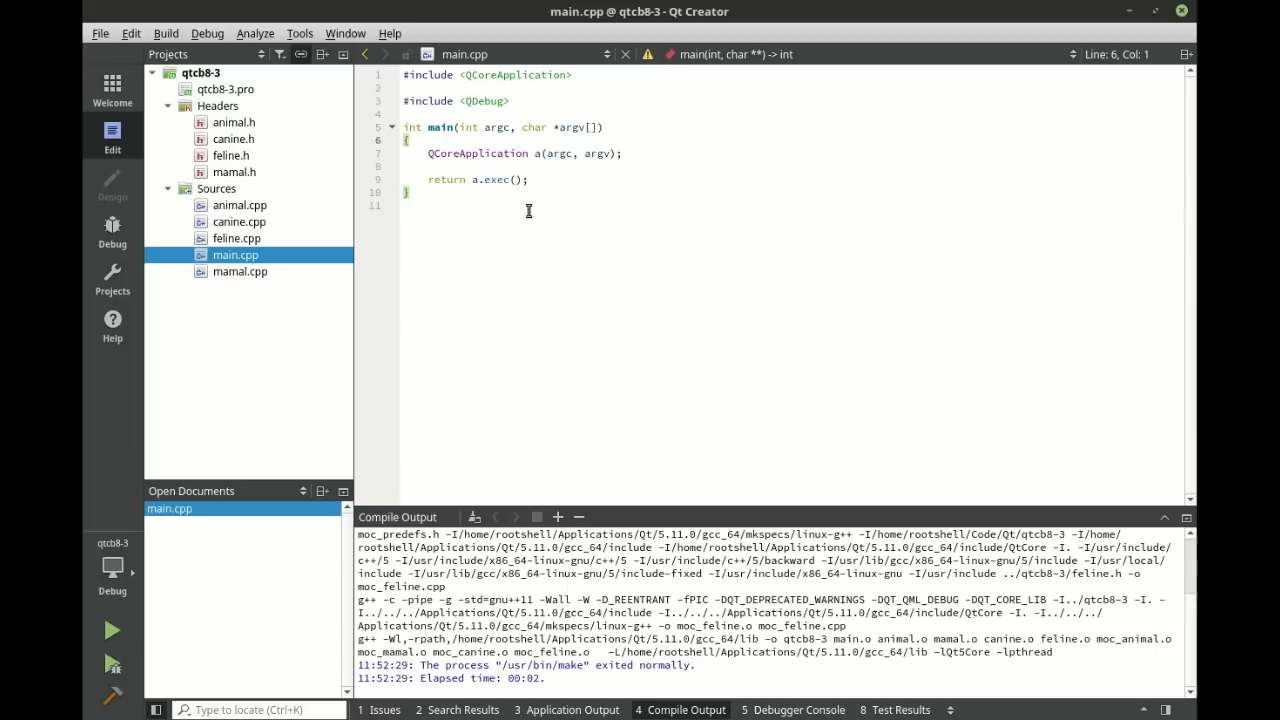 main.cpp @ qtcb8-3 - Qt Creator
File Edit Build Debug Analyze Tools Window Help
Projects
main.cpp
main(int, char **) -> int
Line: 6, Col: 1
Welcome
Edit
Design
Debug
Projects
Help
qtcb8-3
Debug
qtcb8-3
qtcb8-3.pro
Headers
animal.h
canine.h
feline.h
mamal.h
Sources
animal.cpp
canine.cpp
feline.cpp
main.cpp
mamal.cpp
Open Documents
main.cpp
1 #include <QCoreApplication>
2
3 #include <QDebug>
4
5 int main(int argc, char *argv[])
6 {
7 QCoreApplication a(argc, argv);
8
9 return a.exec();
10 }
11
Compile Output
moc_predefs.h -I/home/rootshell/Applications/Qt/5.11.0/gcc_64/mkspecs/linux-g++ -I/home/rootshell/Code/Qt/qtcb8-3 -I/home/
rootshell/Applications/Qt/5.11.0/gcc_64/include -I/home/rootshell/Applications/Qt/5.11.0/gcc_64/include/QtCore -I. -I/usr/include/
c++/5 -I/usr/include/x86_64-linux-gnu/c++/5 -I/usr/include/c++/5/backward -I/usr/lib/gcc/x86_64-linux-gnu/5/include -I/usr/local/
include -I/usr/lib/gcc/x86_64-linux-gnu/5/include-fixed -I/usr/include/x86_64-linux-gnu -I/usr/include ../qtcb8-3/feline.h -o
moc_feline.cpp
g++ -c -pipe -g -std=gnu++11 -Wall -W -D_REENTRANT -fPIC -DQT_DEPRECATED_WARNINGS -DQT_QML_DEBUG -DQT_CORE_LIB -I../qtcb8-3 -I. -
I../../../Applications/Qt/5.11.0/gcc_64/include -I../../../Applications/Qt/5.11.0/gcc_64/include/QtCore -I. -I../../../
Applications/Qt/5.11.0/gcc_64/mkspecs/linux-g++ -o moc_feline.o moc_feline.cpp
g++ -Wl,-rpath,/home/rootshell/Applications/Qt/5.11.0/gcc_64/lib -o qtcb8-3 main.o animal.o mamal.o canine.o feline.o moc_animal.o
moc_mamal.o moc_canine.o moc_feline.o -L/home/rootshell/Applications/Qt/5.11.0/gcc_64/lib -lQt5Core -lpthread
11:52:29: The process "/usr/bin/make" exited normally.
11:52:29: Elapsed time: 00:02.
Type to locate (Ctrl+K)
1 Issues 2 Search Results 3 Application Output 4 Compile Output 5 Debugger Console 8 Test Results